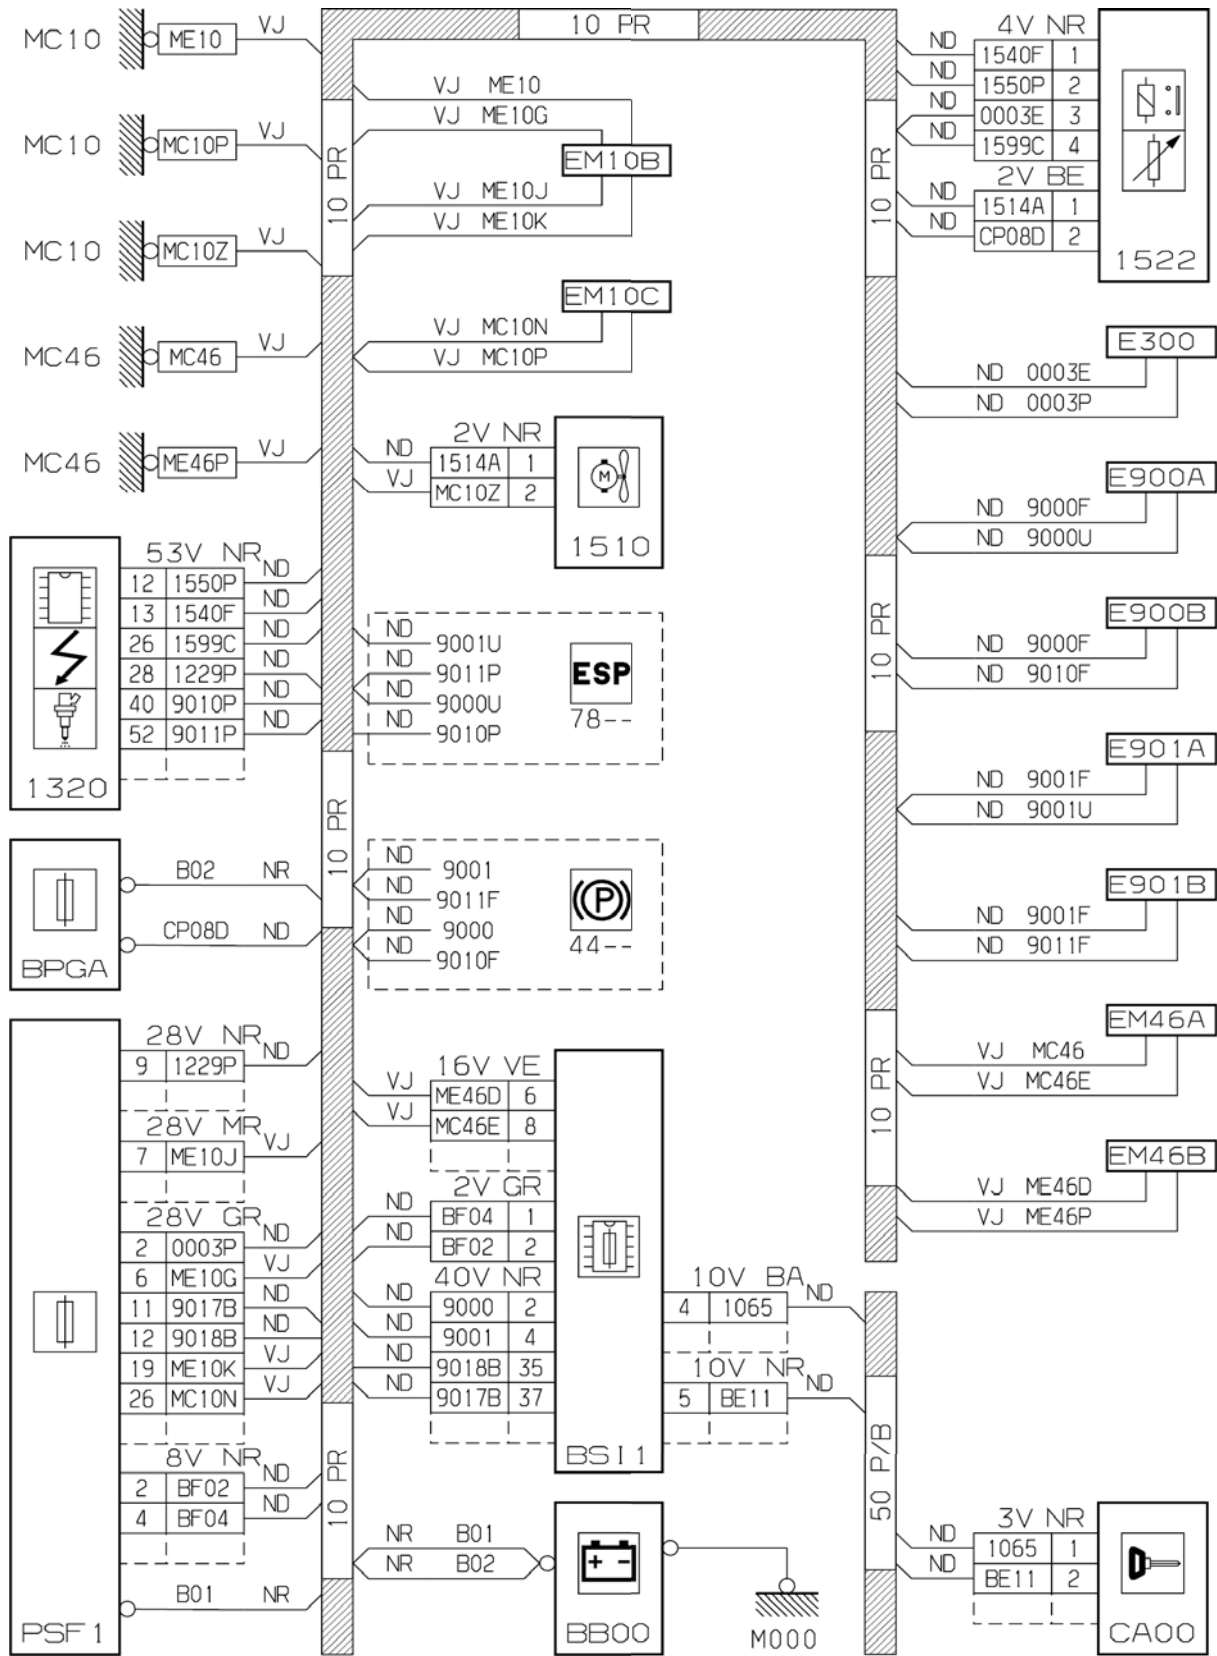 10 PR
MC10 ME10 VJ
MC10 MC10P VJ
MC10 MC10Z VJ
MC46 MC46 VJ
MC46 ME46P VJ
10 PR
VJ ME10
VJ ME10G
EM10B
VJ ME10J
VJ ME10K
EM10C
VJ MC10N
VJ MC10P
2V NR
ND 1514A 1
VJ MC10Z 2
1510
53V NR
12 1550P ND
13 1540F ND
26 1599C ND
28 1229P ND
40 9010P ND
52 9011P ND
1320
ND 9001U
ND 9011P
ND 9000U
ND 9010P
ESP
78--
10 PR
B02 NR
CP08D ND
BPGA
ND 9001
ND 9011F
ND 9000
ND 9010F
(P)
44--
28V NR
9 1229P ND
28V MR
7 ME10J VJ
28V GR
2 0003P ND
6 ME10G VJ
11 9017B ND
12 9018B ND
19 ME10K VJ
26 MC10N VJ
8V NR
2 BF02 ND
4 BF04 ND
B01 NR
PSF1
10 PR
16V VE
VJ ME46D 6
VJ MC46E 8
2V GR
ND BF04 1
ND BF02 2
40V NR
ND 9000 2
ND 9001 4
ND 9018B 35
ND 9017B 37
BSI1
10V BA
4 1065 ND
10V NR
5 BE11 ND
NR B01
NR B02
+ -
BB00
M000
4V NR
ND 1540F 1
ND 1550P 2
ND 0003E 3
ND 1599C 4
2V BE
ND 1514A 1
ND CP08D 2
1522
10 PR
E300
ND 0003E
ND 0003P
E900A
ND 9000F
ND 9000U
10 PR
E900B
ND 9000F
ND 9010F
E901A
ND 9001F
ND 9001U
E901B
ND 9001F
ND 9011F
10 PR
EM46A
VJ MC46
VJ MC46E
EM46B
VJ ME46D
VJ ME46P
50 P/B
3V NR
ND 1065 1
ND BE11 2
CA00
M